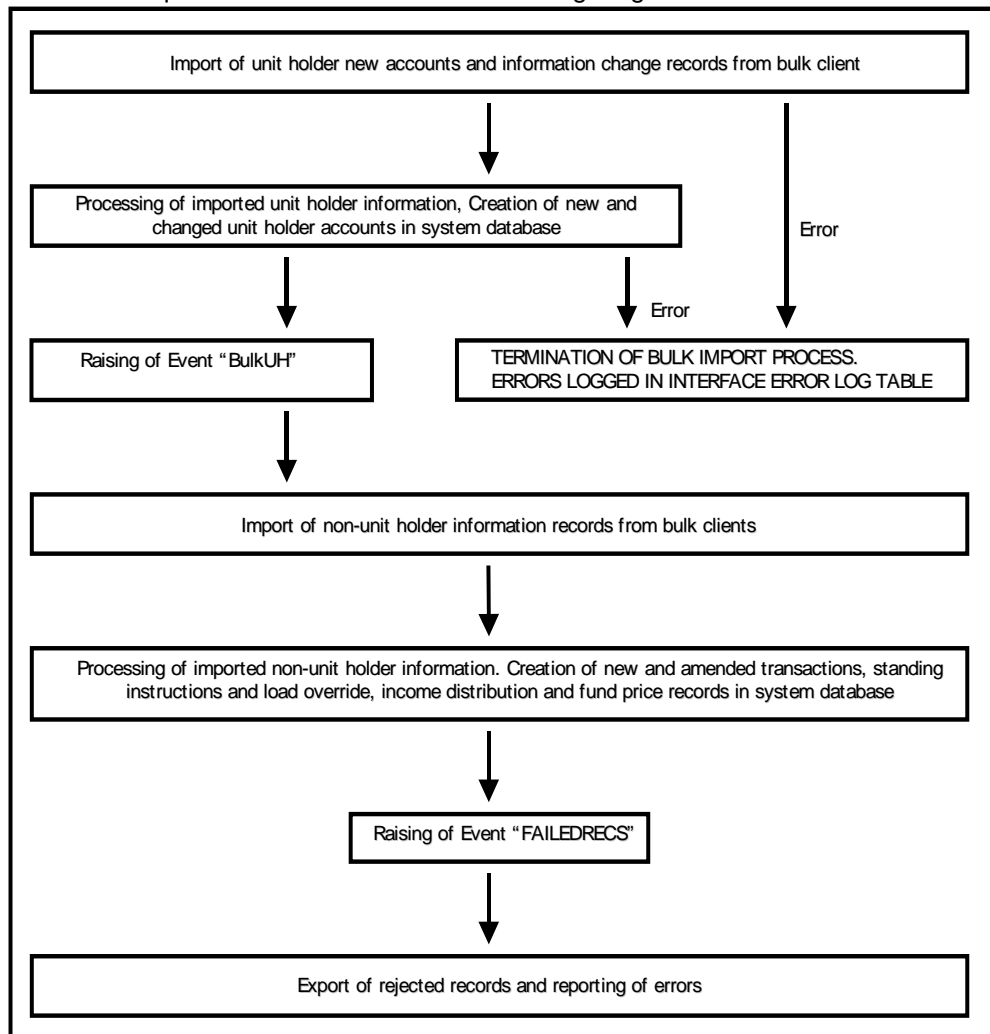 Import of unit holder new accounts and information change records from bulk client
Processing of imported unit holder information, Creation of new and
changed unit holder accounts in system database
Error
Error
Raising of Event “BulkUH”
TERMINATION OF BULK IMPORT PROCESS.
ERRORS LOGGED IN INTERFACE ERROR LOG TABLE
Import of non-unit holder information records from bulk clients
Processing of imported non-unit holder information. Creation of new and amended transactions, standing
instructions and load override, income distribution and fund price records in system database
Raising of Event “FAILEDRECS”
Export of rejected records and reporting of errors